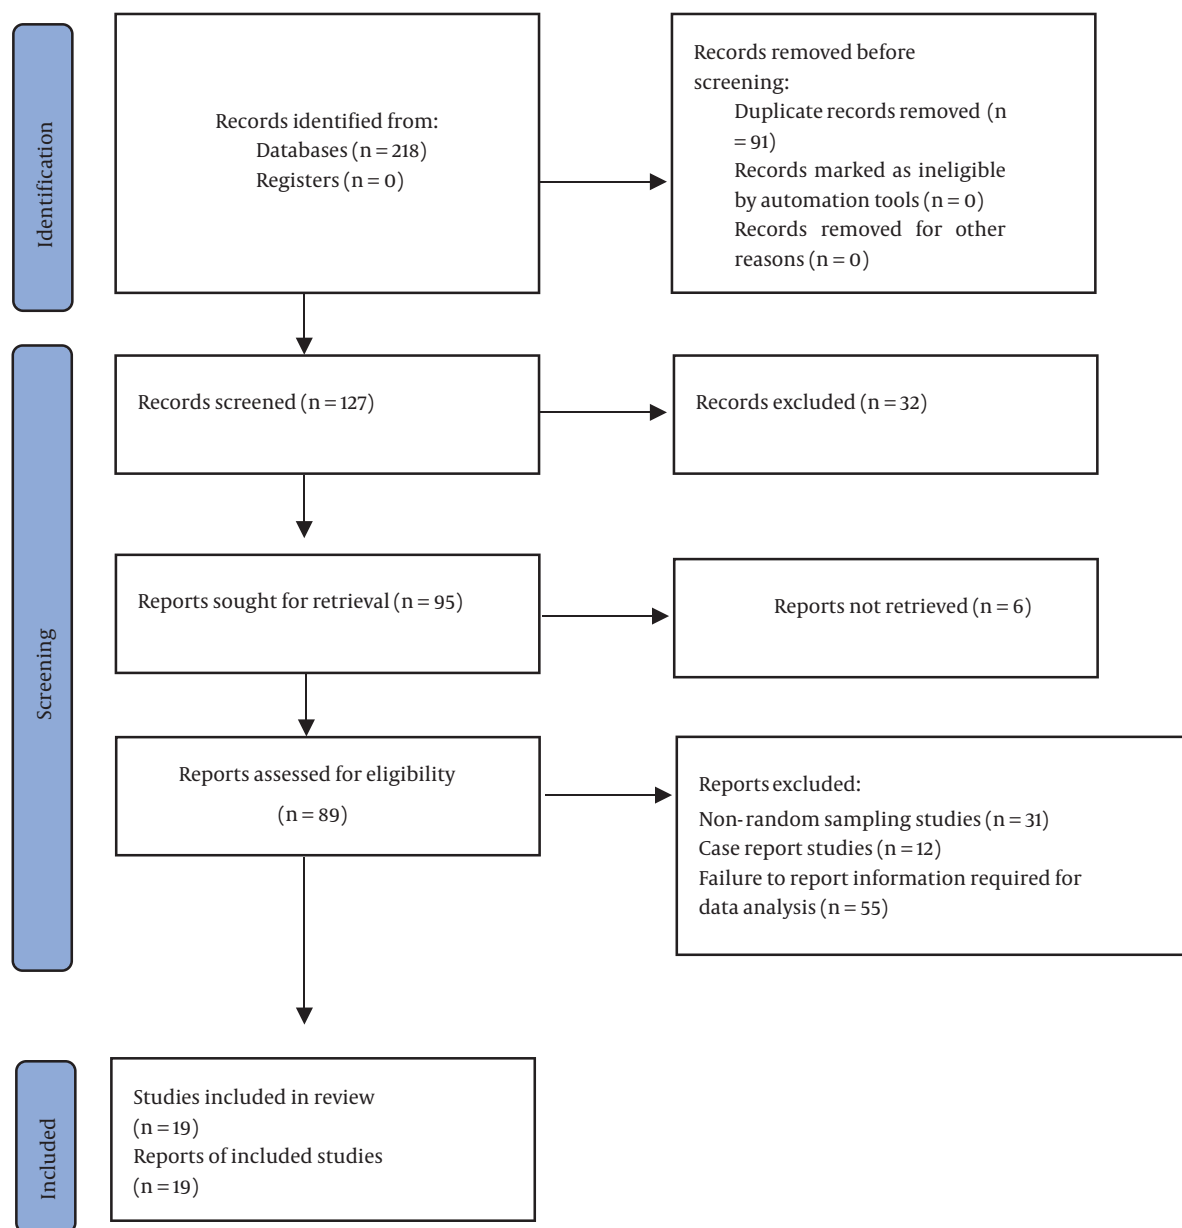 Identification
Records identified from:
Databases (n = 218)
Registers (n = 0)
Records removed before
screening:
Duplicate records removed (n
= 91)
Records marked as ineligible
by automation tools (n = 0)
Records removed for other
reasons (n = 0)
Screening
Records screened (n = 127)
Records excluded (n = 32)
Reports sought for retrieval (n = 95)
Reports not retrieved (n = 6)
Reports assessed for eligibility
(n = 89)
Reports excluded:
Non-random sampling studies (n = 31)
Case report studies (n = 12)
Failure to report information required for
data analysis (n = 55)
Included
Studies included in review
(n = 19)
Reports of included studies
(n = 19)